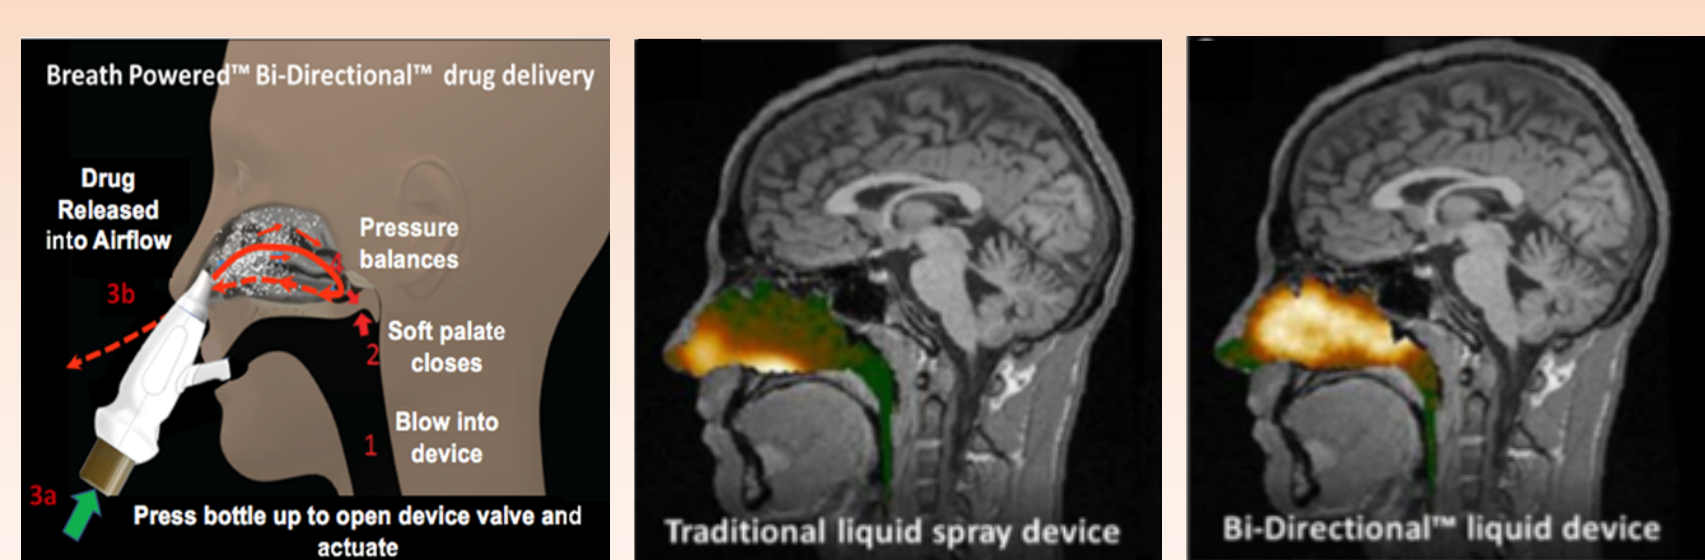 Breath Powered™ Bi-Directional™ drug delivery
Drug
Released
into Airflow
3b
Pressure
balances
4
Soft palate
closes
2
Blow into
device
1
3a
Press bottle up to open device valve and
actuate
Traditional liquid spray device
Bi-Directional™ liquid device